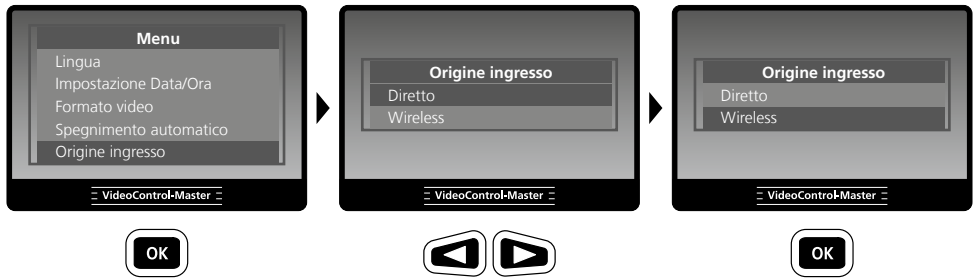 Menu
Lingua
Impostazione Data/Ora
Formato video
Spegnimento automatico
Origine ingresso
VideoControl-Master
OK
Origine ingresso
Diretto
Wireless
VideoControl-Master
Origine ingresso
Diretto
Wireless
VideoControl-Master
OK